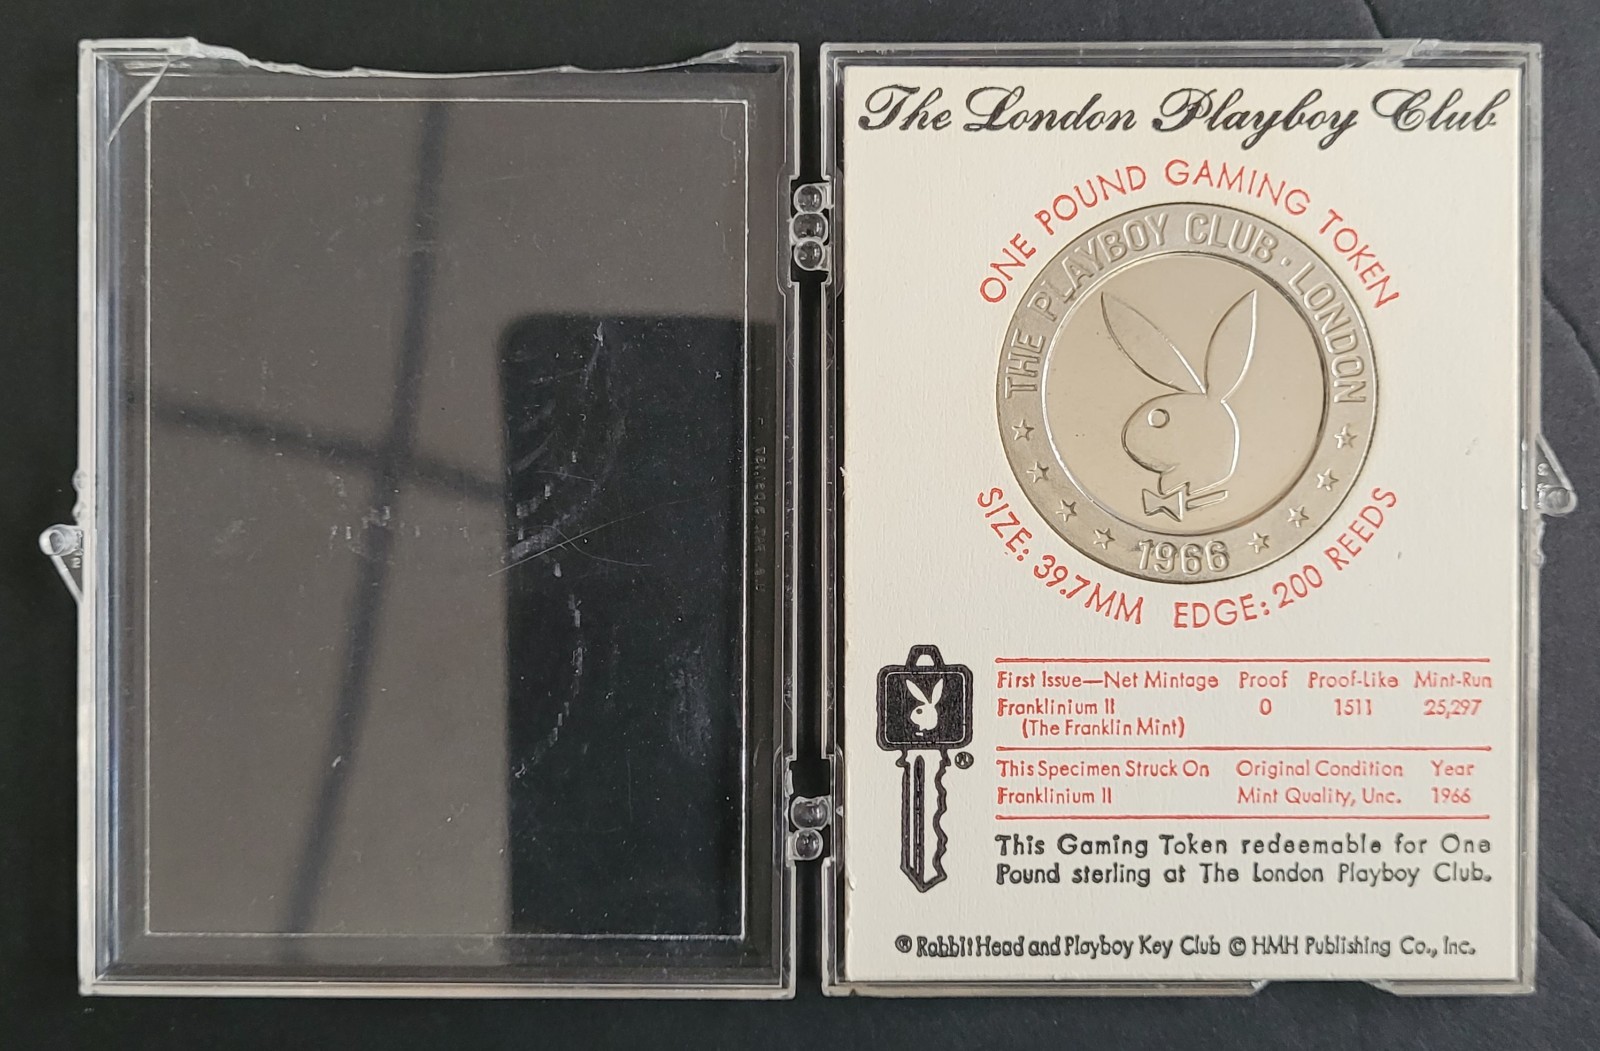 The London Playboy Club
ONE POUND GAMING TOKEN
THE PLAYBOY CLUB · LONDON
1966
SIZE: 39.7MM EDGE: 200 REEDS
First Issue—Net Mintage Proof Proof-Like Mint-Run
Franklinium II 0 1511 25,297
(The Franklin Mint)
This Specimen Struck On Original Condition Year
Franklinium II Mint Quality, Unc. 1966
This Gaming Token redeemable for One
Pound sterling at The London Playboy Club.
® Rabbit Head and Playboy Key Club © HMH Publishing Co., Inc.